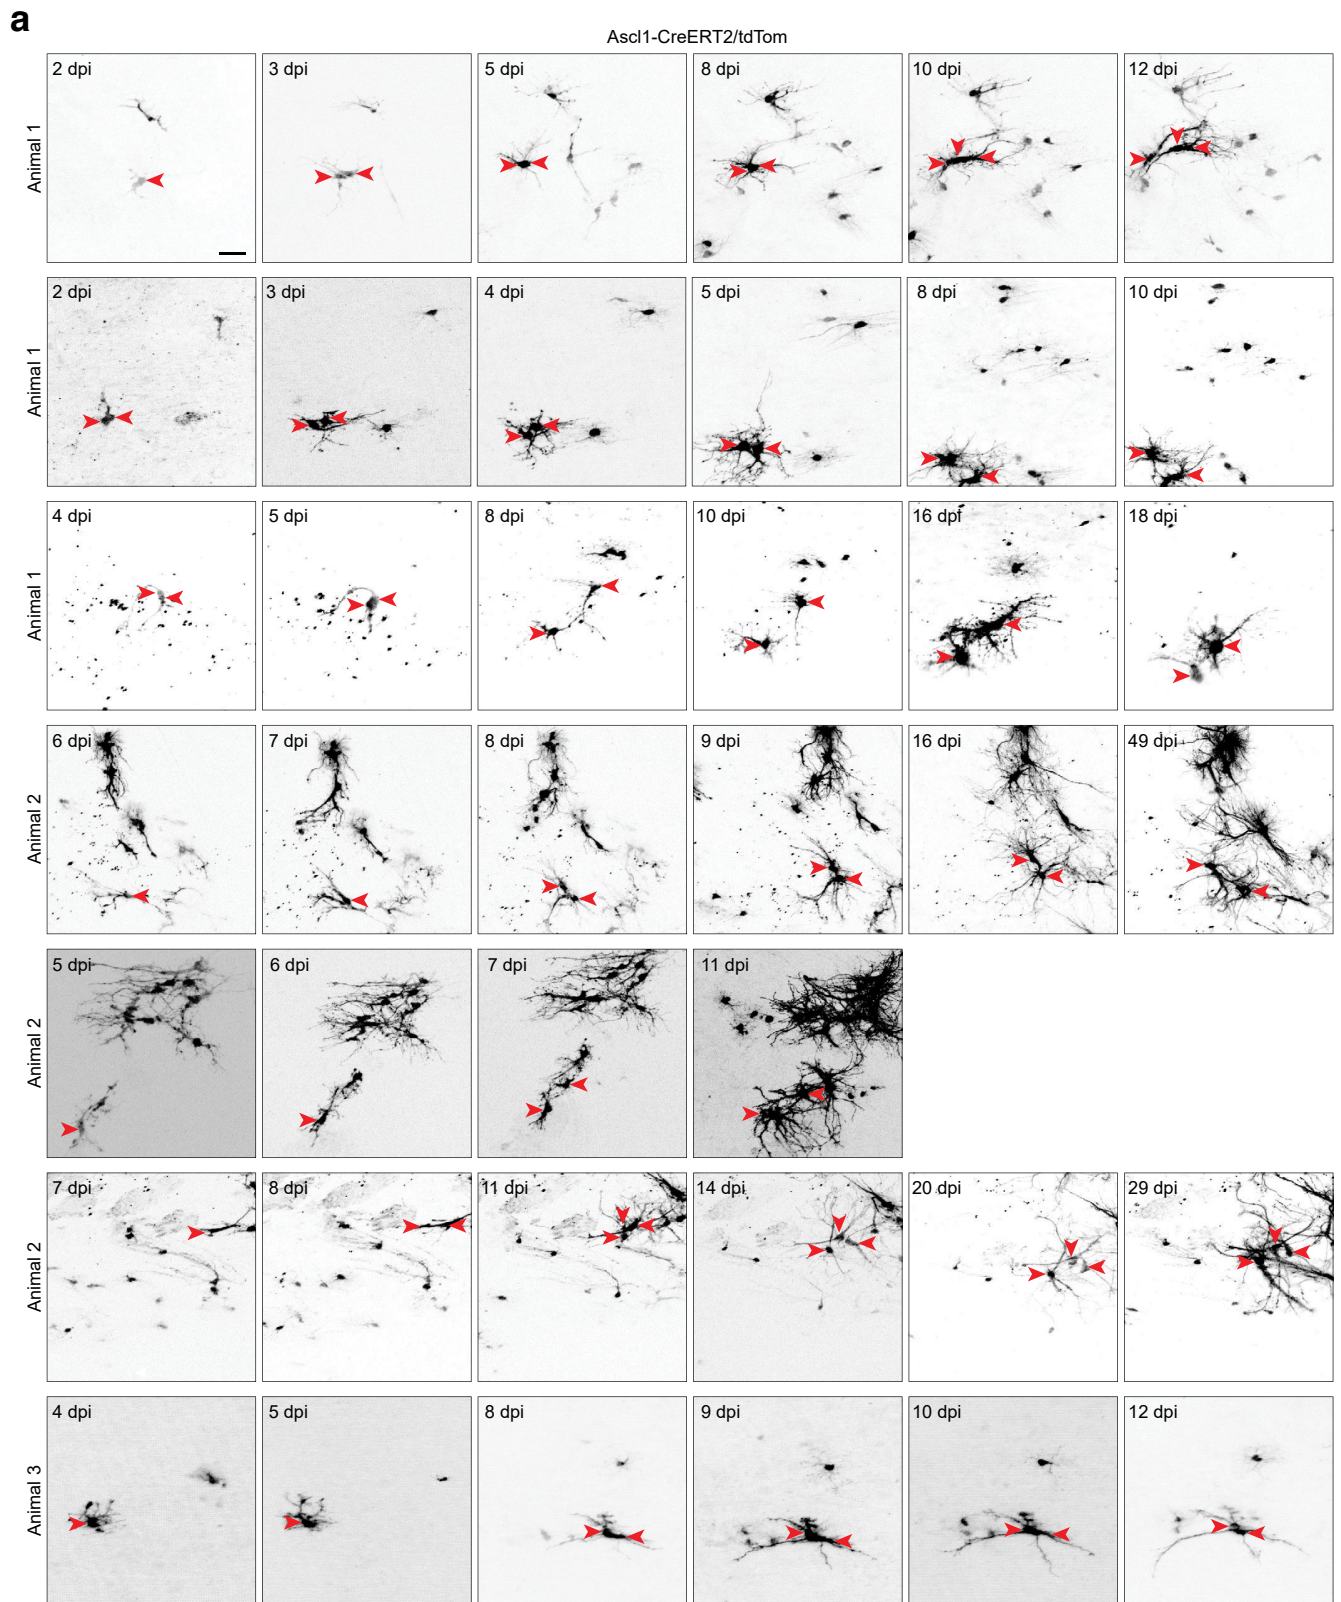 a
Ascl1-CreERT2/tdTom
Animal 1
2 dpi
3 dpi
5 dpi
8 dpi
10 dpi
12 dpi
Animal 1
2 dpi
3 dpi
4 dpi
5 dpi
8 dpi
10 dpi
Animal 1
4 dpi
5 dpi
8 dpi
10 dpi
16 dpf
18 dpi
Animal 2
6 dpi
7 dpi
8 dpi
9 dpi
16 dpi
49 dpi
Animal 2
5 dpi
6 dpi
7 dpi
11 dpi
Animal 2
7 dpi
8 dpi
11 dpi
14 dpi
20 dpi
29 dpi
Animal 3
4 dpi
5 dpi
8 dpi
9 dpi
10 dpi
12 dpi